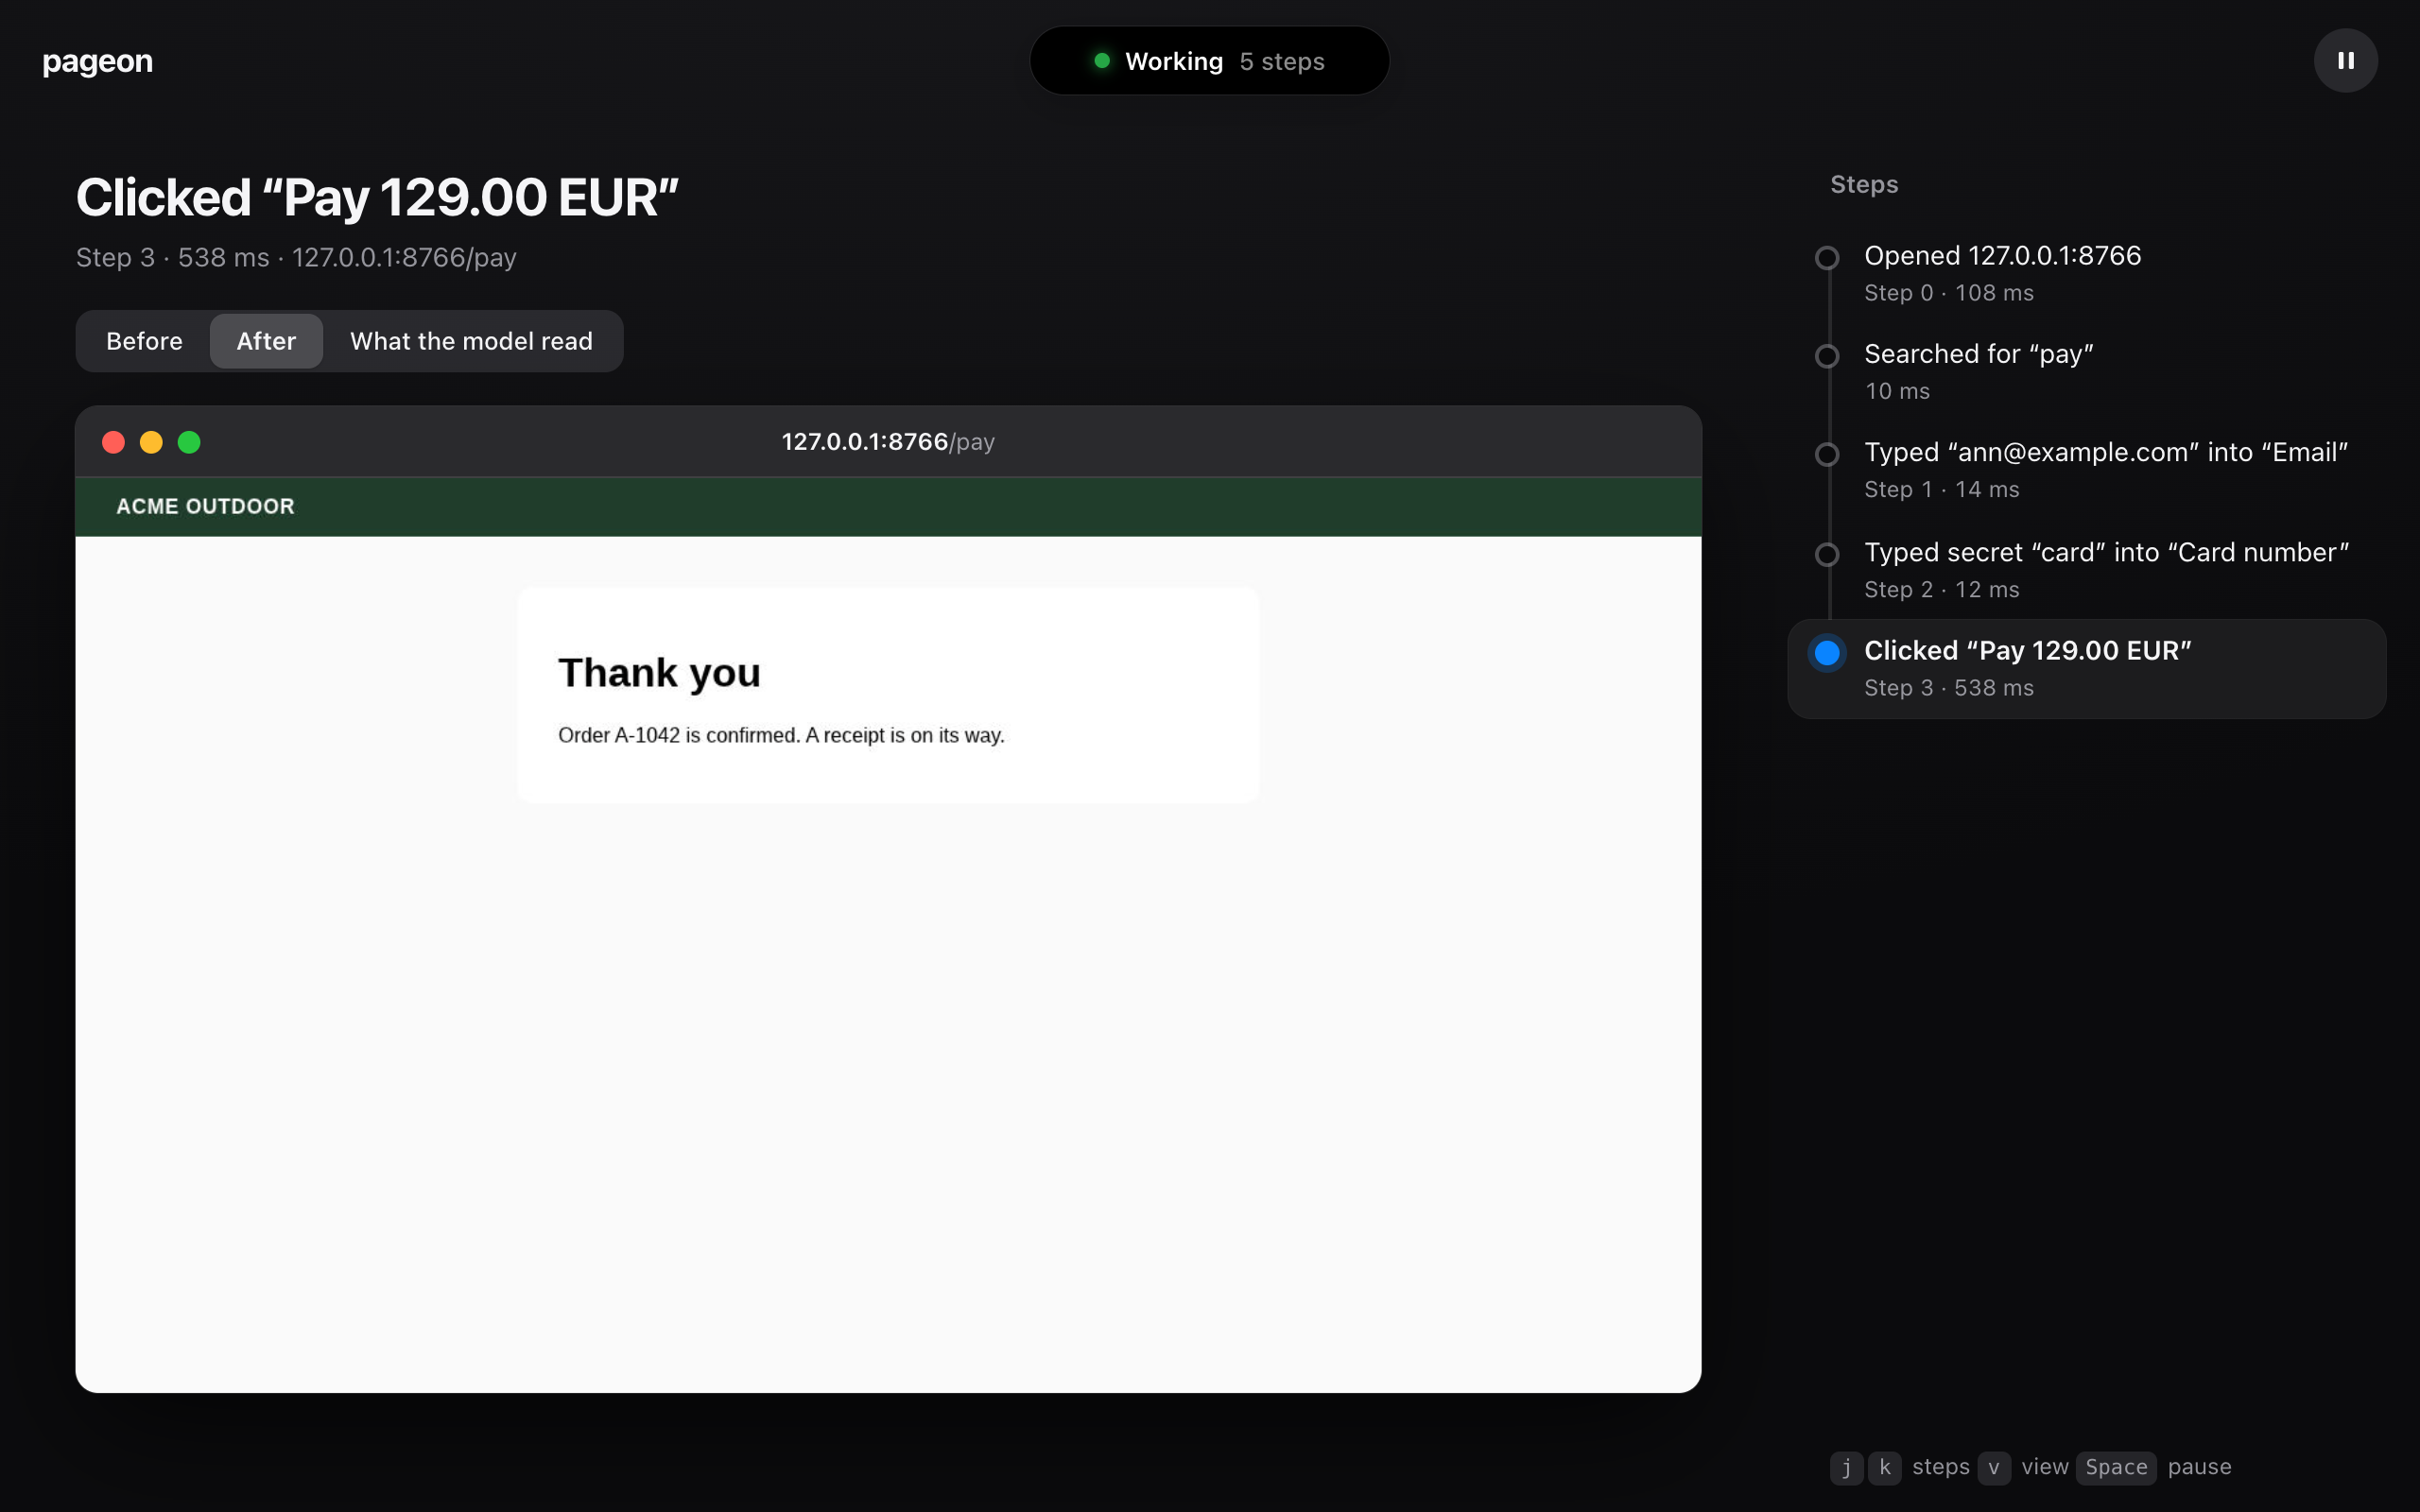 pageon
Working 5 steps
Clicked “Pay 129.00 EUR”
Step 3 · 538 ms · 127.0.0.1:8766/pay
Before After What the model read
127.0.0.1:8766/pay
ACME OUTDOOR
Thank you
Order A-1042 is confirmed. A receipt is on its way.
Steps
Opened 127.0.0.1:8766
Step 0 · 108 ms
Searched for “pay”
10 ms
Typed “ann@example.com” into “Email”
Step 1 · 14 ms
Typed secret “card” into “Card number”
Step 2 · 12 ms
Clicked “Pay 129.00 EUR”
Step 3 · 538 ms
j k steps v view Space pause